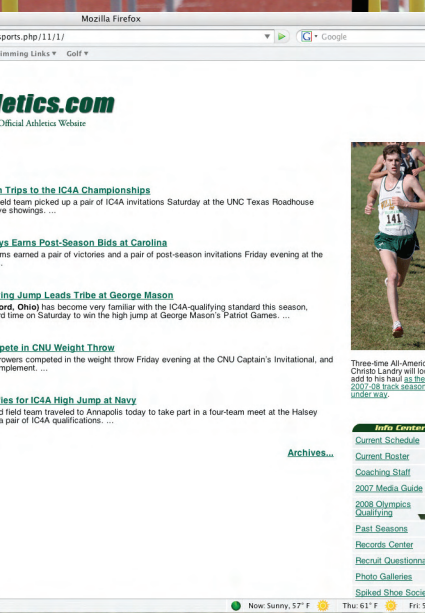 Mozilla Firefox
sports.php/11/1/
Google
imming Links
Golf
letics.com
Official Athletics Website
Trips to the IC4A Championships
eld team picked up a pair of IC4A invitations Saturday at the UNC Texas Roadhouse
ve showings. ...
ys Earns Post-Season Bids at Carolina
ms earned a pair of victories and a pair of post-season invitations Friday evening at the
ing Jump Leads Tribe at George Mason
ord, Ohio) has become very familiar with the IC4A-qualifying standard this season,
rd time on Saturday to win the high jump at George Mason's Patriot Games. ...
pete in CNU Weight Throw
rowers competed in the weight throw Friday evening at the CNU Captain's Invitational, and
mplement. ...
ies for IC4A High Jump at Navy
d field team traveled to Annapolis today to take part in a four-team meet at the Halsey
a pair of IC4A qualifications. ...
Archives...
141
Three-time All-Americ
Christo Landry will loo
add to his haul as the
2007-08 track season
under way.
Info Center
Current Schedule
Current Roster
Coaching Staff
2007 Media Guide
2008 Olympics
Qualifying
Past Seasons
Records Center
Recruit Questionna
Photo Galleries
Spiked Shoe Socie
Now: Sunny, 57° F
Thu: 61° F
Fri: 5